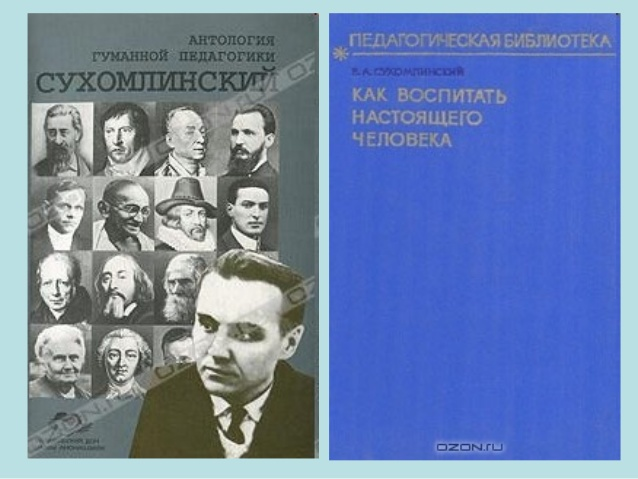 АНТОЛОГИЯ
ГУМАННОЙ ПЕДАГОГИКИ
СУХОМЛИНСКИЙ
ПЕДАГОГИЧЕСКАЯ БИБЛИОТЕКА
В. А. СУХОМЛИНСКИЙ
КАК ВОСПИТАТЬ
НАСТОЯЩЕГО
ЧЕЛОВЕКА
ozon.ru